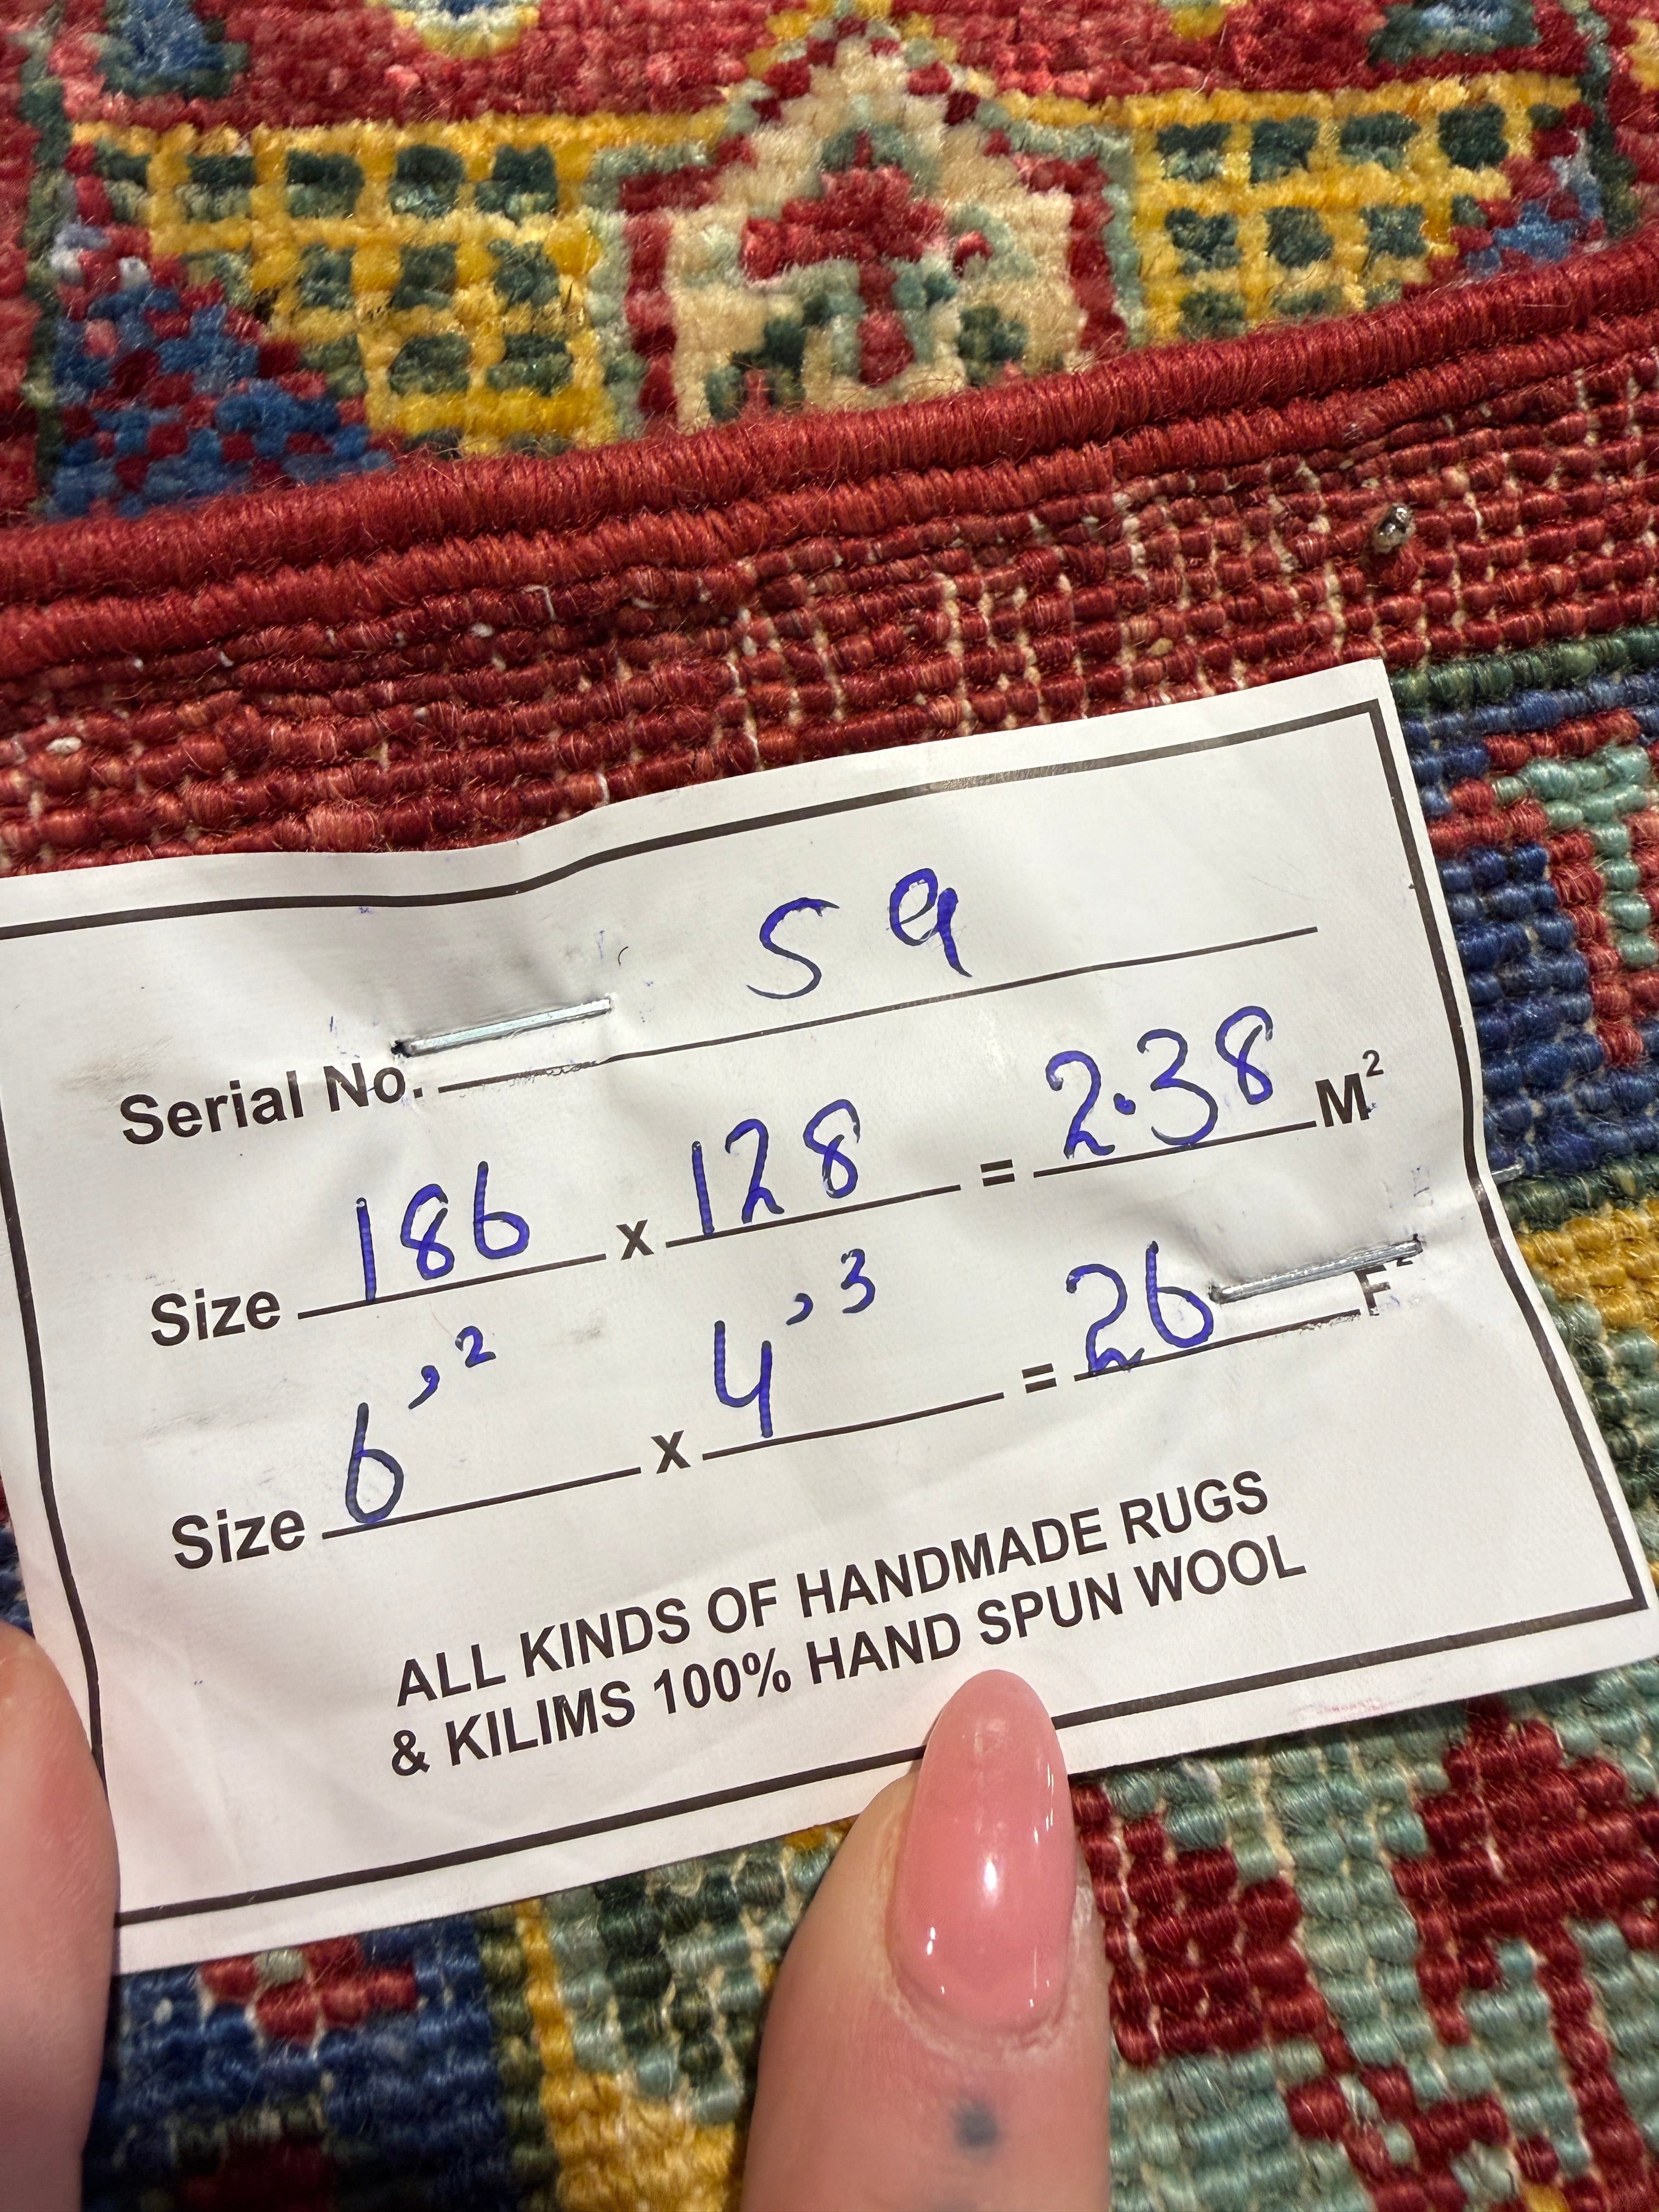 Serial No. 59
Size 186 x 128 = 2.38 M²
Size 6'2 x 4'3 = 26 F²
ALL KINDS OF HANDMADE RUGS
& KILIMS 100% HAND SPUN WOOL